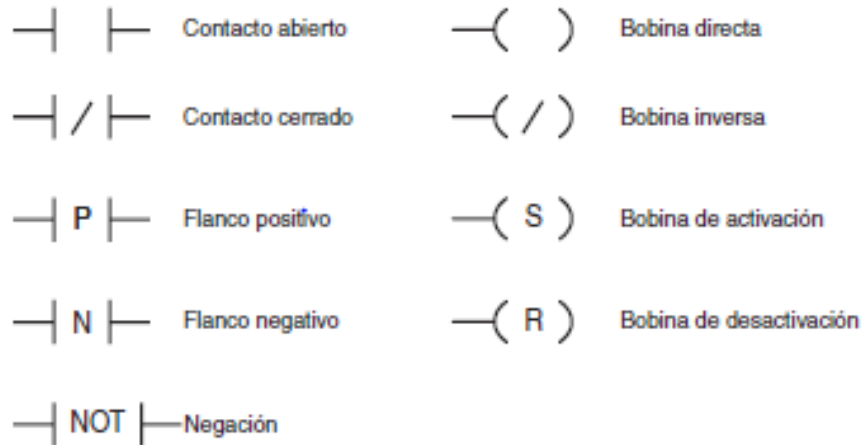 Contacto abierto
Bobina directa
/ Contacto cerrado
/ Bobina inversa
P Flanco positivo
S Bobina de activación
N Flanco negativo
R Bobina de desactivación
NOT Negación